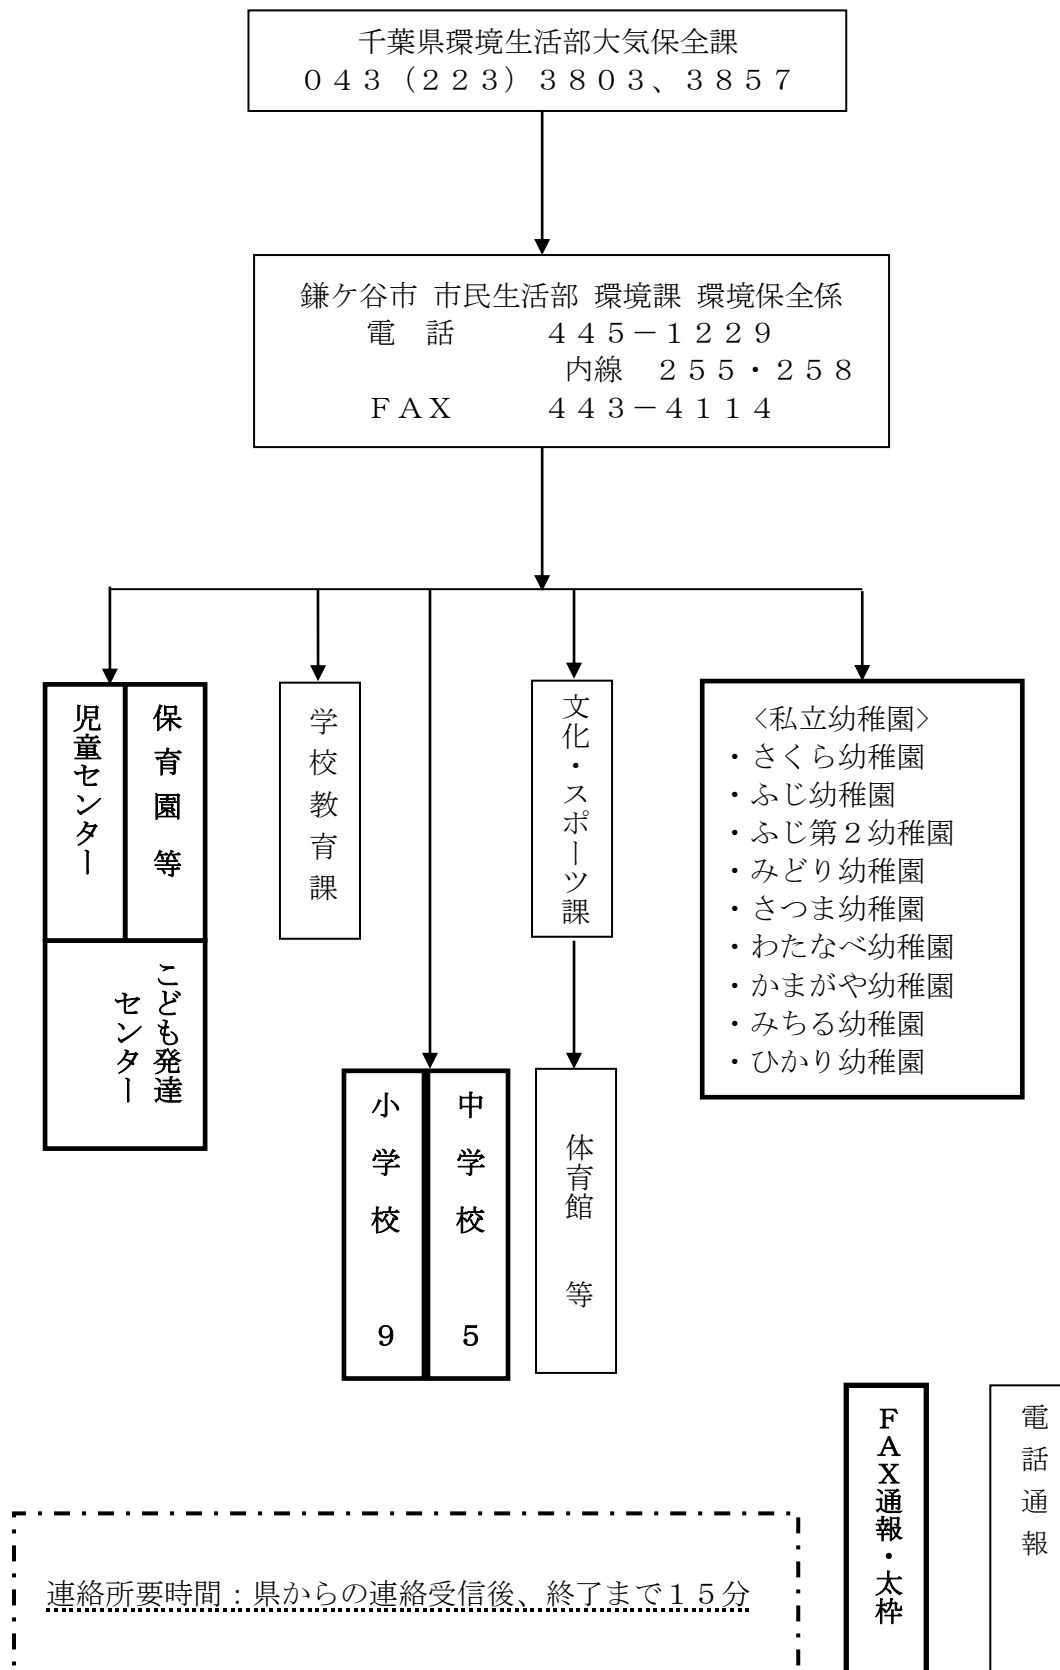 千葉県環境生活部大気保全課
０４３（２２３）３８０３、３８５７
鎌ケ谷市 市民生活部 環境課 環境保全係
電　話　　　４４５－１２２９
内線　２５５・２５８
ＦＡＸ　　　４４３－４１１４
児童センター
保育園等
こども発達
センター
学校教育課
小学校　９
中学校　５
文化・スポーツ課
体育館　等
＜私立幼稚園＞
・さくら幼稚園
・ふじ幼稚園
・ふじ第２幼稚園
・みどり幼稚園
・さつま幼稚園
・わたなべ幼稚園
・かまがや幼稚園
・みちる幼稚園
・ひかり幼稚園
ＦＡＸ通報・太枠
電話通報
連絡所要時間：県からの連絡受信後、終了まで１５分